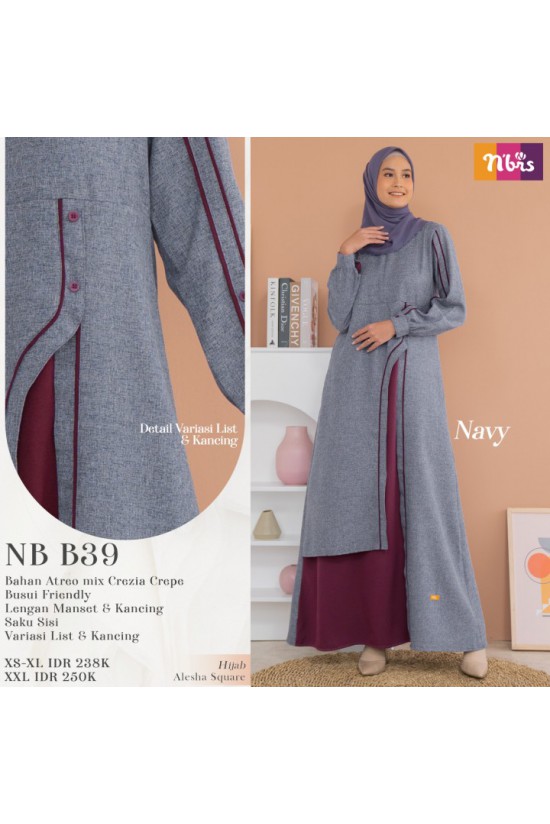 Nbrs
Detail Variasi List
& Kancing
NB B39
Bahan Atreo mix Crezia Crepe
Busui Friendly
Lengan Manset & Kancing
Saku Sisi
Variasi List & Kancing
XS-XL IDR 238K
XXL IDR 250K
Hijab
Alesha Square
Navy
Christian Dior
GIVENCHY